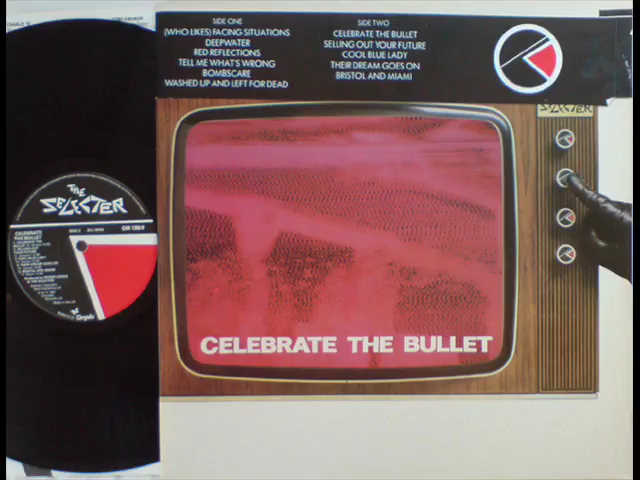 SIDE ONE
(WHO LIKES) FACING SITUATIONS
DEEPWATER
RED REFLECTIONS
TELL ME WHAT'S WRONG
BOMBSCARE
WASHED UP AND LEFT FOR DEAD
SIDE TWO
CELEBRATE THE BULLET
SELLING OUT YOUR FUTURE
COOL BLUE LADY
THEIR DREAM GOES ON
BRISTOL AND MIAMI
SELECTER
CELEBRATE THE BULLET
THE
SELECTER
CELEBRATE
THE BULLET
Chrysalis